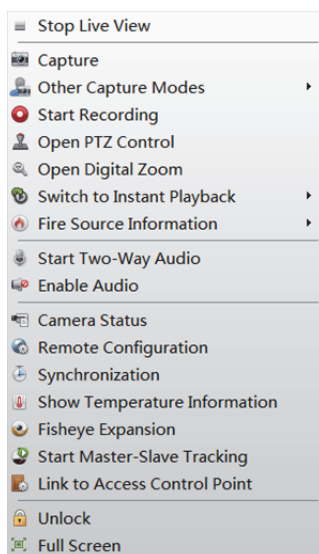 Stop Live View
Capture
Other Capture Modes
Start Recording
Open PTZ Control
Open Digital Zoom
Switch to Instant Playback
Fire Source Information
Start Two-Way Audio
Enable Audio
Camera Status
Remote Configuration
Synchronization
Show Temperature Information
Fisheye Expansion
Start Master-Slave Tracking
Link to Access Control Point
Unlock
Full Screen